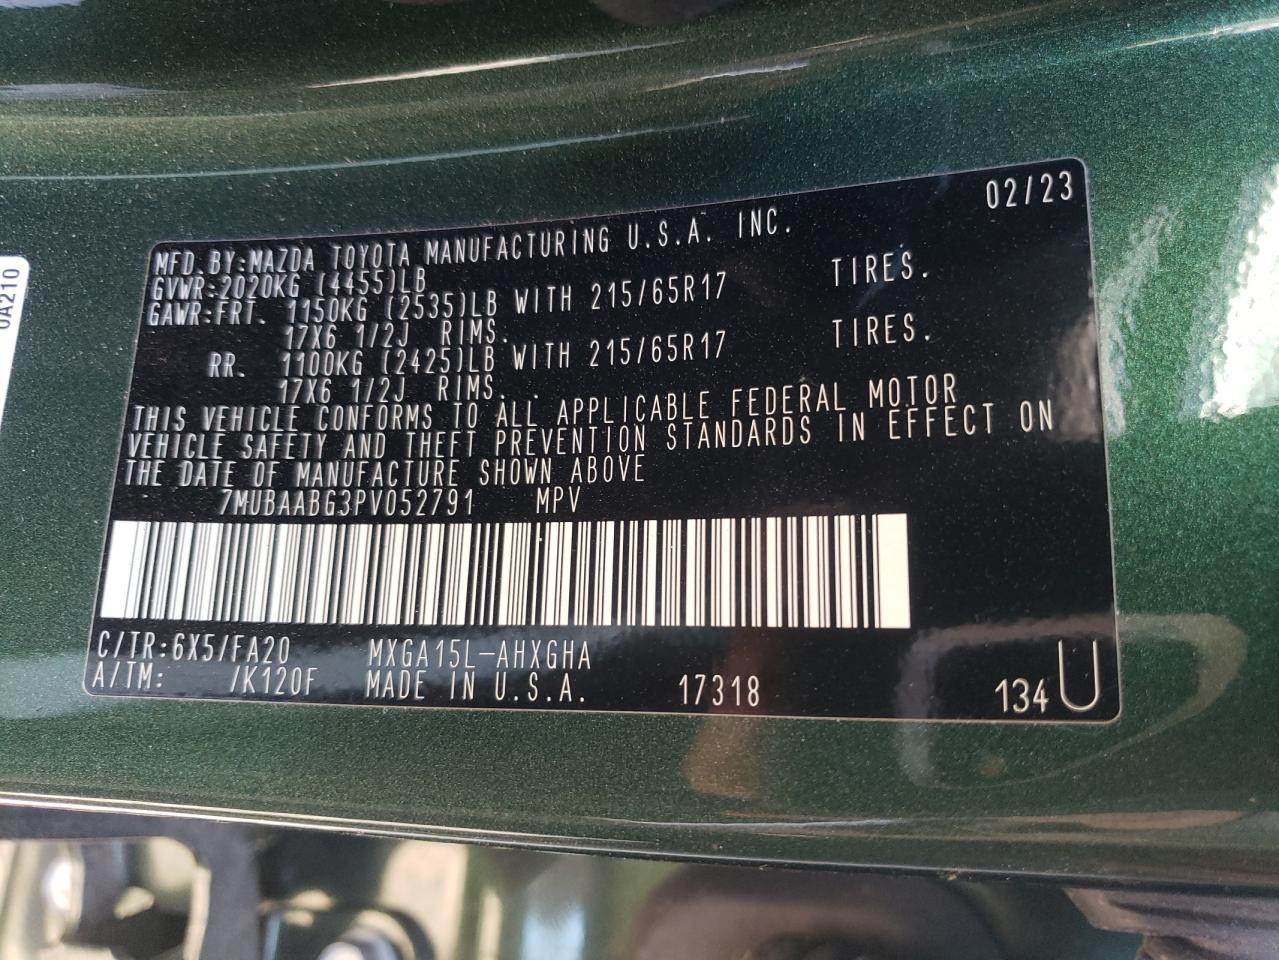 02/23
MFD.BY:MAZDA TOYOTA MANUFACTURING U.S.A. INC.
GVWR:2020KG (4455)LB
GAWR:FRT. 1150KG (2535)LB WITH 215/65R17 TIRES.
17X6 1/2J RIMS.
RR. 1100KG (2425)LB WITH 215/65R17 TIRES.
17X6 1/2J RIMS.
THIS VEHICLE CONFORMS TO ALL APPLICABLE FEDERAL MOTOR
VEHICLE SAFETY AND THEFT PREVENTION STANDARDS IN EFFECT ON
THE DATE OF MANUFACTURE SHOWN ABOVE
7MUBAABG3PV052791 MPV
C/TR:6X5/FA20 MXGA15L-AHXGHA
A/TM: /K120F MADE IN U.S.A. 17318 134 U
0A210